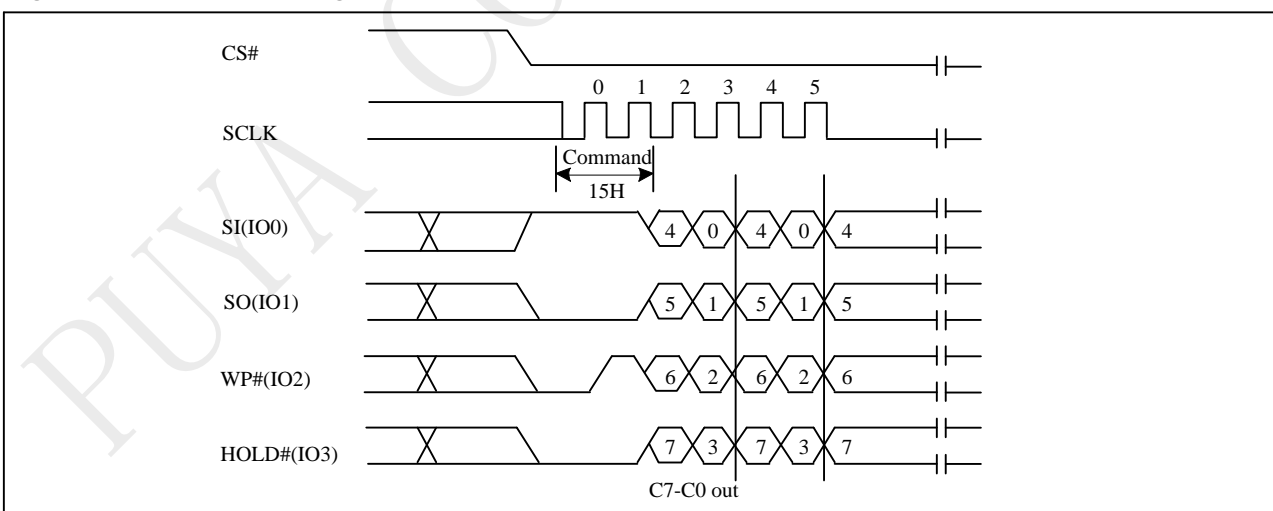 CS#
0 1 2 3 4 5
SCLK
Command
15H
SI(IO0) 4 0 4 0 4
SO(IO1) 5 1 5 1 5
WP#(IO2) 6 2 6 2 6
HOLD#(IO3) 7 3 7 3 7
C7-C0 out
PUYA